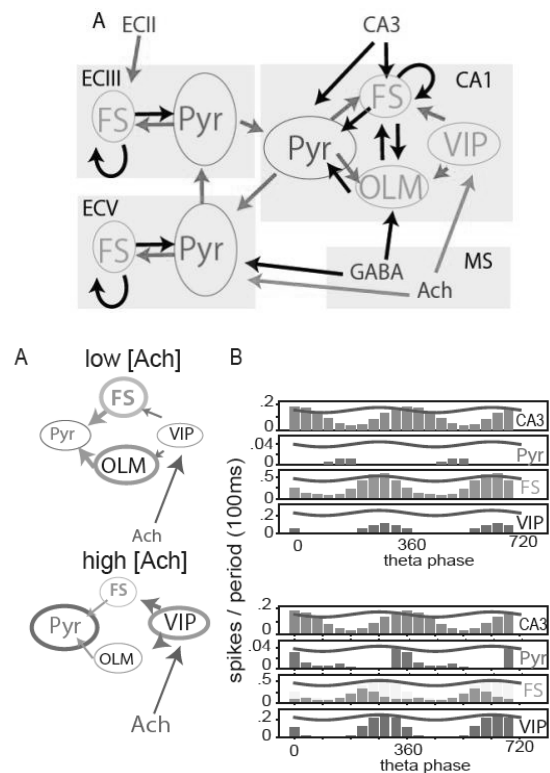 A
ECII
CA3
ECIII
CA1
FS
Pyr
FS
VIP
Pyr
OLM
ECV
FS
Pyr
GABA
MS
Ach
A
B
low [Ach]
FS
Pyr
VIP
OLM
Ach
high [Ach]
FS
Pyr
VIP
OLM
Ach
spikes / period (100ms)
.2
0
CA3
.04
0
Pyr
.5
0
FS
.2
0
VIP
0
360
720
theta phase
.2
0
CA3
.04
0
Pyr
.5
0
FS
.2
0
VIP
0
360
720
theta phase